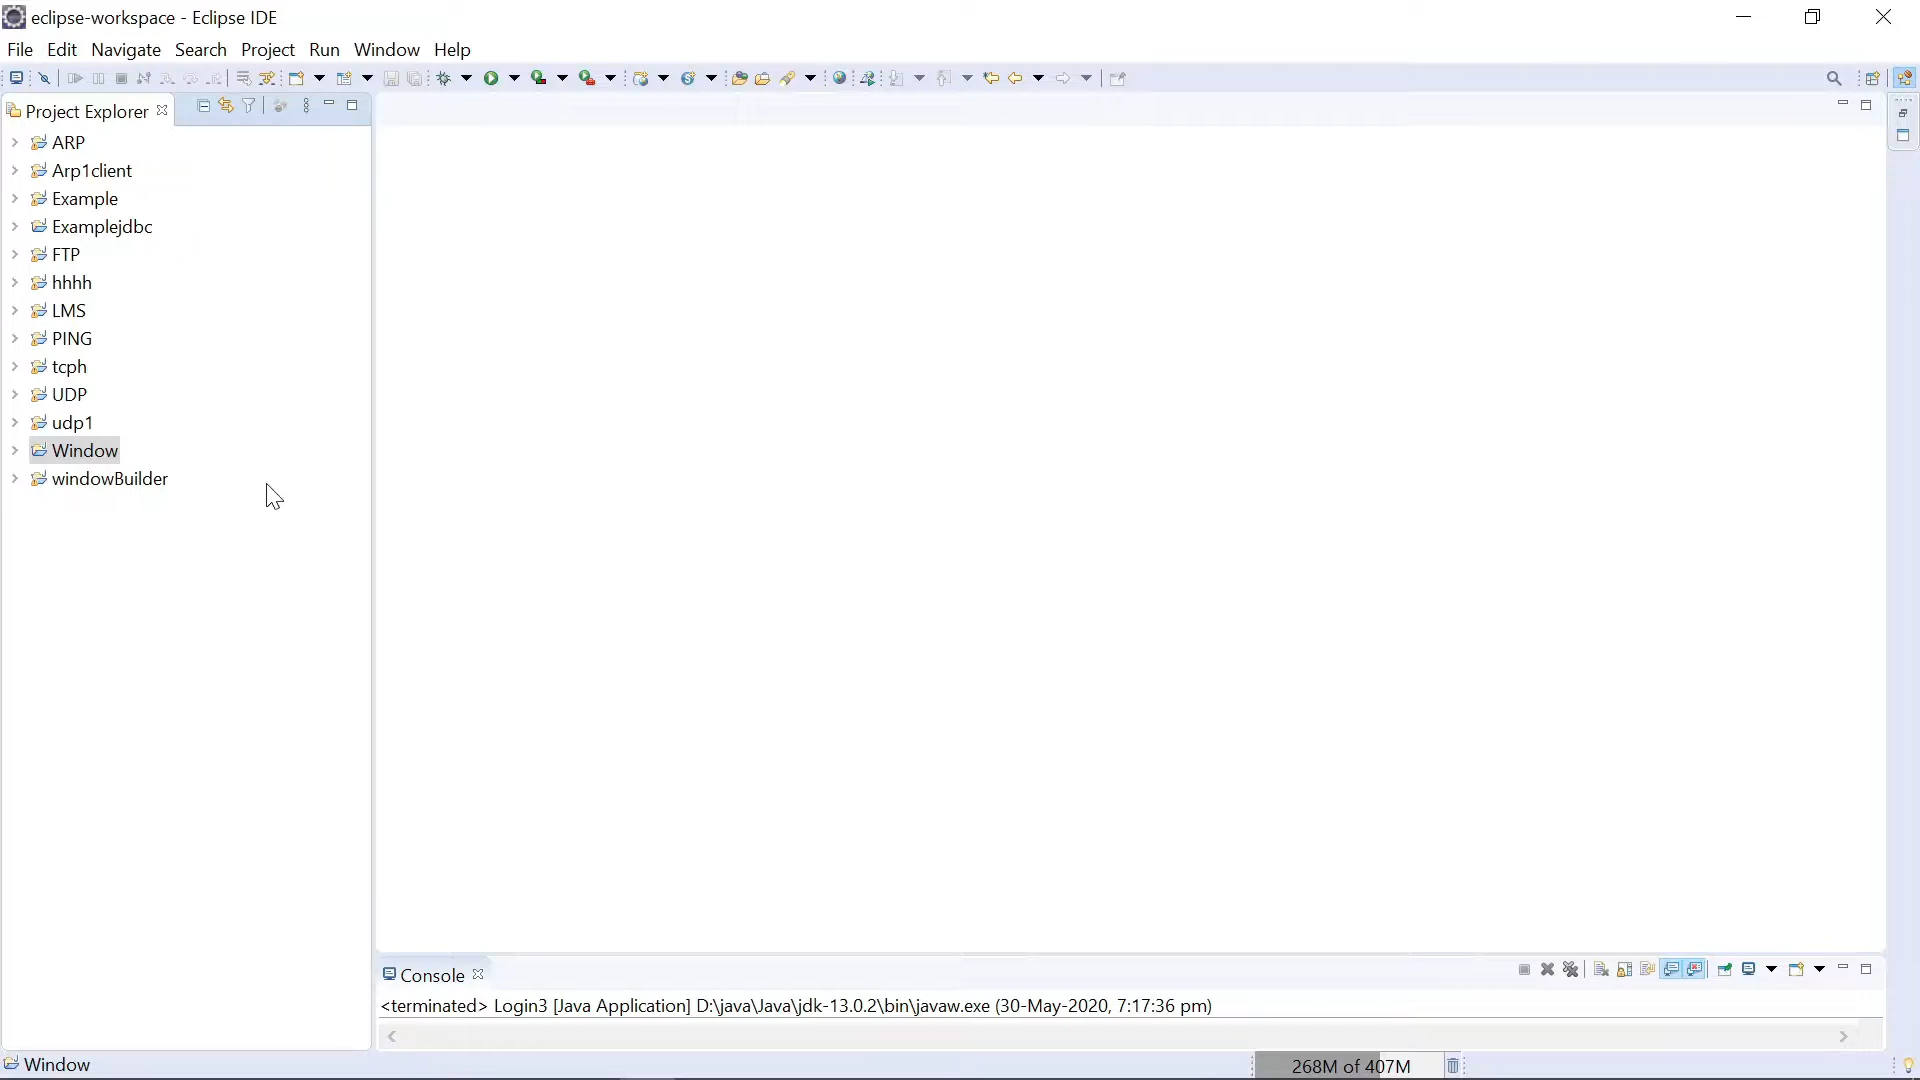 eclipse-workspace - Eclipse IDE
File Edit Navigate Search Project Run Window Help
Project Explorer
ARP
Arp1client
Example
Examplejdbc
FTP
hhhh
LMS
PING
tcph
UDP
udp1
Window
windowBuilder
Console
<terminated> Login3 [Java Application] D:\java\Java\jdk-13.0.2\bin\javaw.exe (30-May-2020, 7:17:36 pm)
Window
268M of 407M